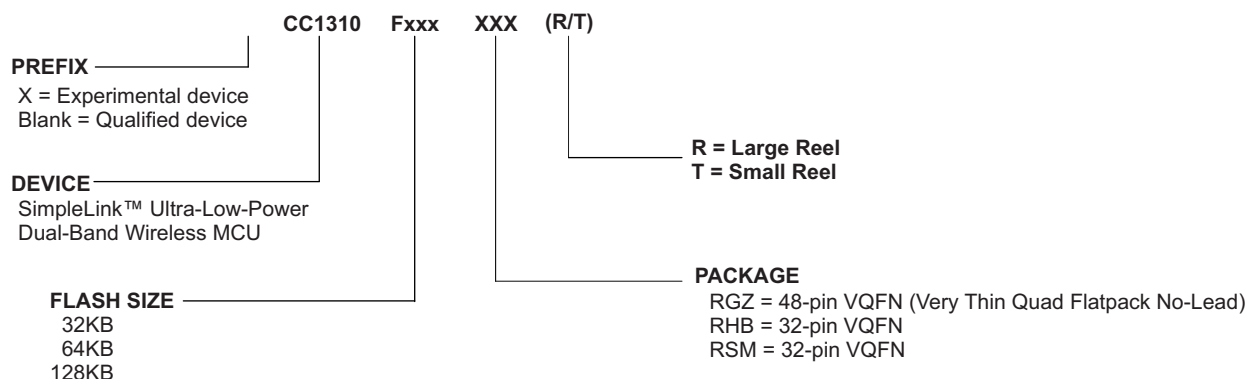 CC1310 Fxxx XXX (R/T)
PREFIX
X = Experimental device
Blank = Qualified device
R = Large Reel
T = Small Reel
DEVICE
SimpleLink™ Ultra-Low-Power
Dual-Band Wireless MCU
PACKAGE
RGZ = 48-pin VQFN (Very Thin Quad Flatpack No-Lead)
RHB = 32-pin VQFN
RSM = 32-pin VQFN
FLASH SIZE
32KB
64KB
128KB